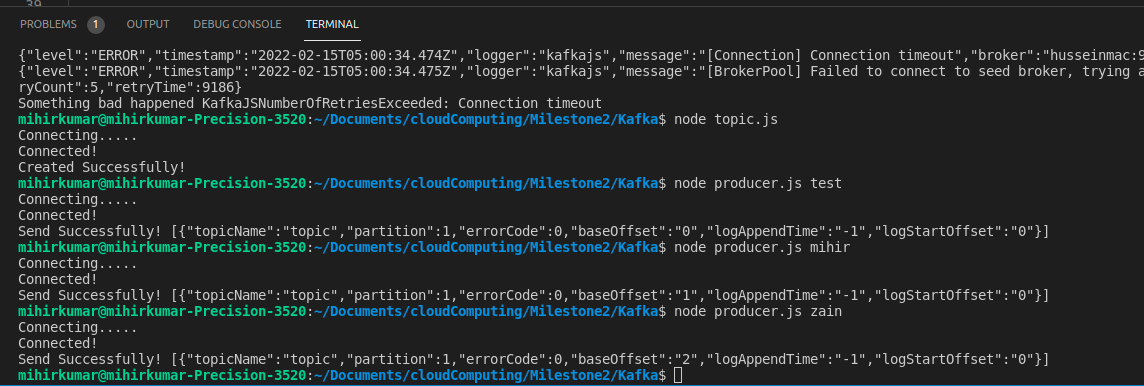 39
PROBLEMS 1 OUTPUT DEBUG CONSOLE TERMINAL
{"level":"ERROR","timestamp":"2022-02-15T05:00:34.474Z","logger":"kafkajs","message":"[Connection] Connection timeout","broker":"husseinmac:9
{"level":"ERROR","timestamp":"2022-02-15T05:00:34.475Z","logger":"kafkajs","message":"[BrokerPool] Failed to connect to seed broker, trying a
ryCount":5,"retryTime":9186}
Something bad happened KafkaJSNumberOfRetriesExceeded: Connection timeout
mihirkumar@mihirkumar-Precision-3520:~/Documents/cloudComputing/Milestone2/Kafka$ node topic.js
Connecting.....
Connected!
Created Successfully!
mihirkumar@mihirkumar-Precision-3520:~/Documents/cloudComputing/Milestone2/Kafka$ node producer.js test
Connecting.....
Connected!
Send Successfully! [{"topicName":"topic","partition":1,"errorCode":0,"baseOffset":"0","logAppendTime":"-1","logStartOffset":"0"}]
mihirkumar@mihirkumar-Precision-3520:~/Documents/cloudComputing/Milestone2/Kafka$ node producer.js mihir
Connecting.....
Connected!
Send Successfully! [{"topicName":"topic","partition":1,"errorCode":0,"baseOffset":"1","logAppendTime":"-1","logStartOffset":"0"}]
mihirkumar@mihirkumar-Precision-3520:~/Documents/cloudComputing/Milestone2/Kafka$ node producer.js zain
Connecting.....
Connected!
Send Successfully! [{"topicName":"topic","partition":1,"errorCode":0,"baseOffset":"2","logAppendTime":"-1","logStartOffset":"0"}]
mihirkumar@mihirkumar-Precision-3520:~/Documents/cloudComputing/Milestone2/Kafka$